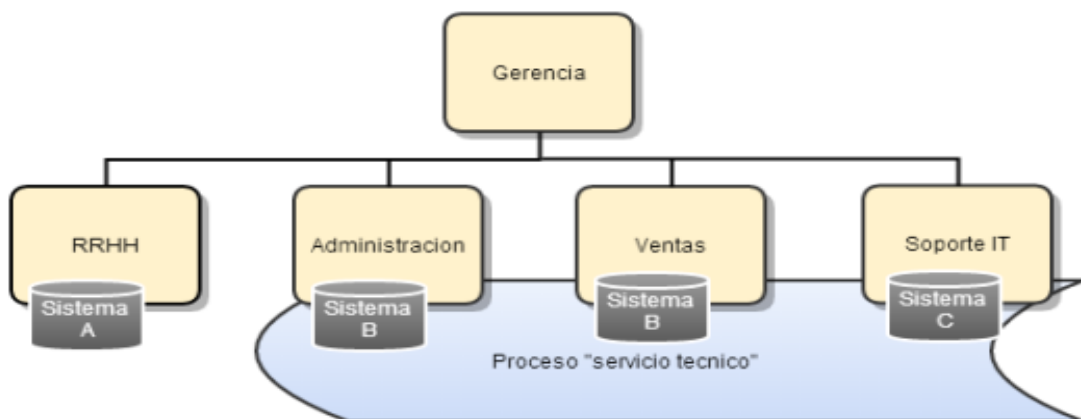 Gerencia
RRHH
Administracion
Ventas
Soporte IT
Sistema
A
Sistema
B
Sistema
B
Sistema
C
Proceso "servicio tecnico"